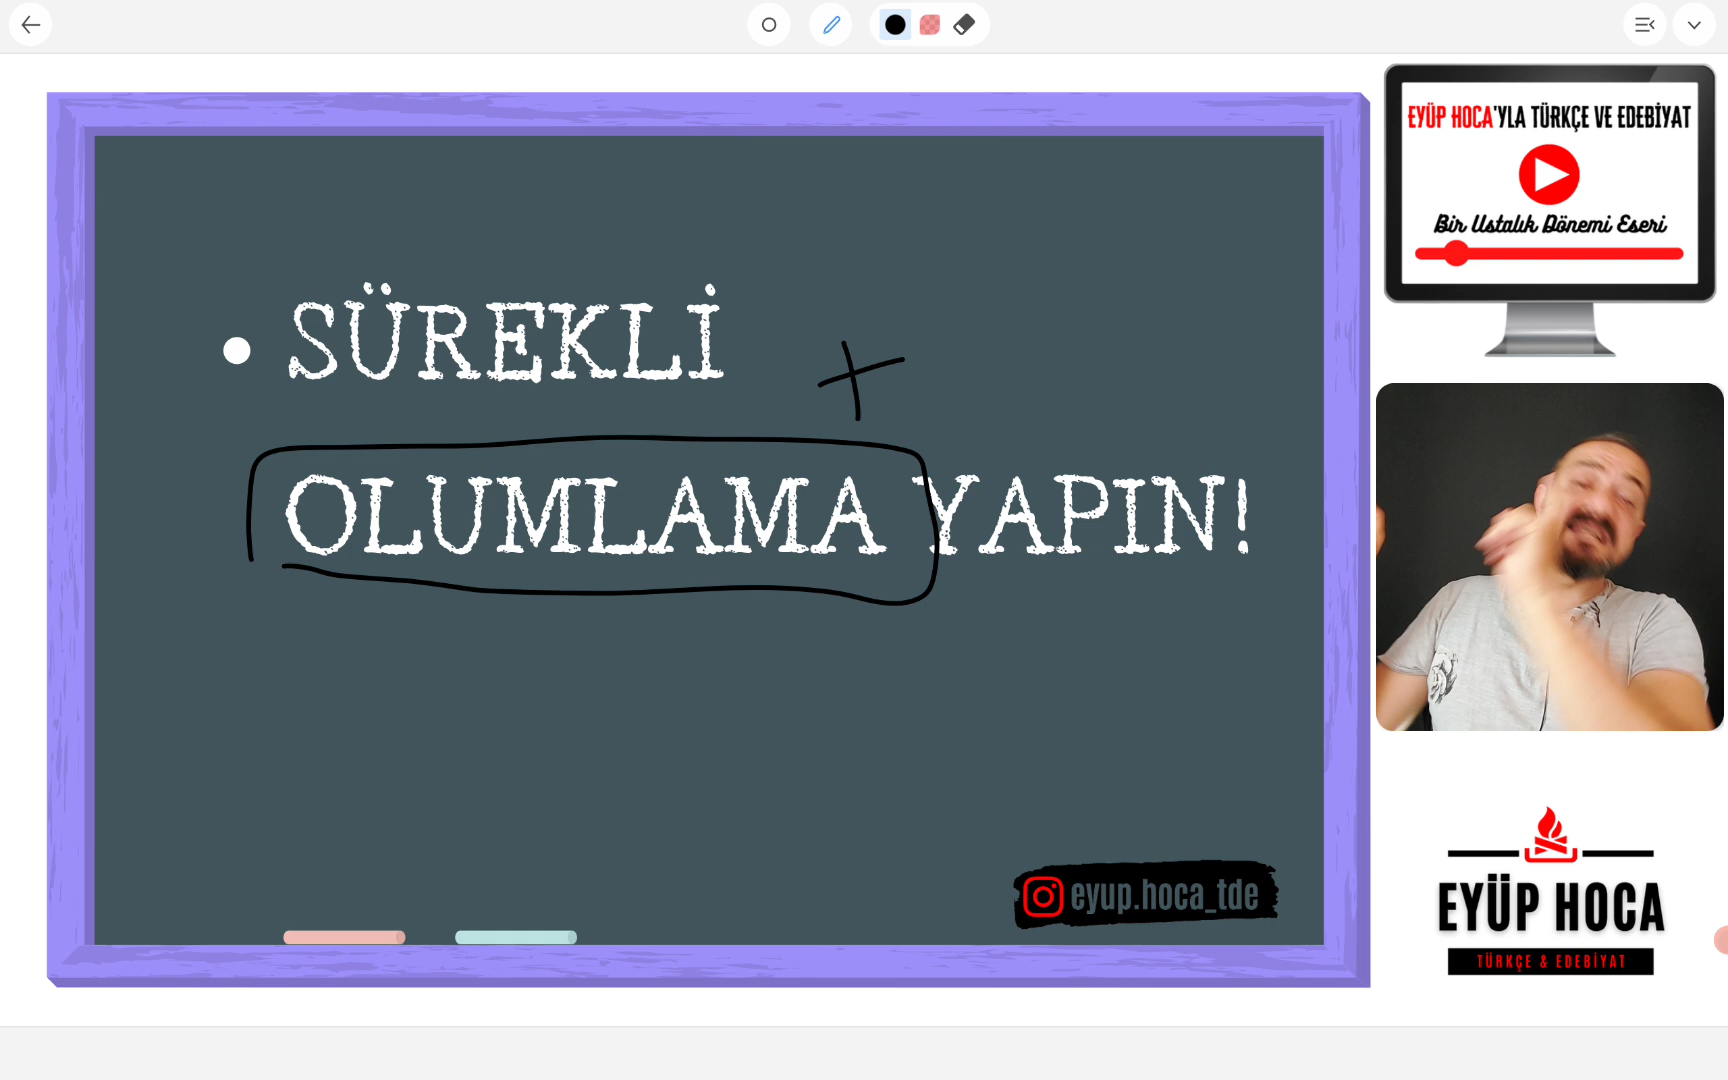 SÜREKLİ
OLUMLAMA YAPIN!
eyup.hoca_tde
EYÜP HOCA'YLA TÜRKÇE VE EDEBİYAT
Bir Ustalık Dönemi Eseri
EYÜP HOCA
TÜRKÇE & EDEBİYAT